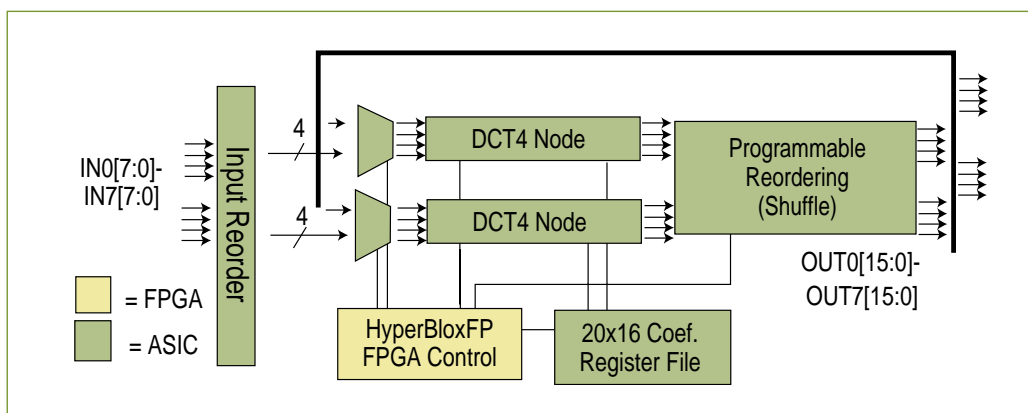 4
DCT4 Node
Programmable
Reordering
(Shuffle)
IN0[7:0]-
IN7[7:0]
Input Reorder
4
DCT4 Node
OUT0[15:0]-
OUT7[15:0]
= FPGA
= ASIC
HyperBloxFP
FPGA Control
20x16 Coef.
Register File